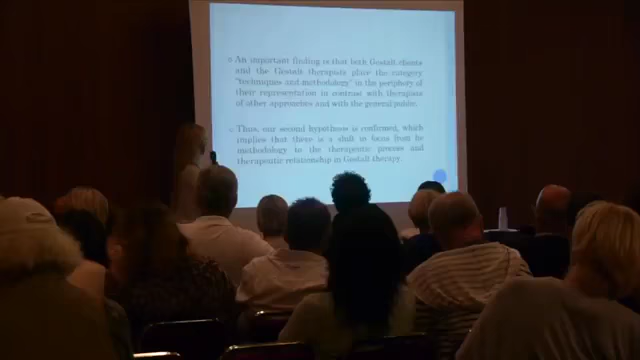 An important finding is that both Gestalt clients
and the Gestalt therapists place the category
"techniques and methodology" in the periphery of
their representation in contrast with therapists
of other approaches and with the general public.
Thus, our second hypothesis is confirmed, which
implies that there is a shift in focus from he
methodology to the therapeutic process and
therapeutic relationship in Gestalt therapy.